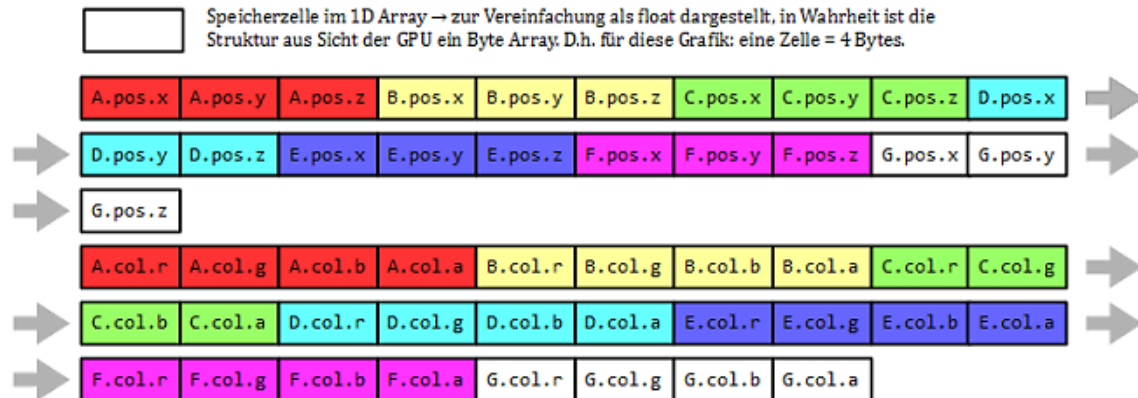 Speicherzelle im 1D Array → zur Vereinfachung als float dargestellt, in Wahrheit ist die
Struktur aus Sicht der GPU ein Byte Array. D.h. für diese Grafik: eine Zelle = 4 Bytes.
A.pos.x A.pos.y A.pos.z B.pos.x B.pos.y B.pos.z C.pos.x C.pos.y C.pos.z D.pos.x
D.pos.y D.pos.z E.pos.x E.pos.y E.pos.z F.pos.x F.pos.y F.pos.z G.pos.x G.pos.y
G.pos.z
A.col.r A.col.g A.col.b A.col.a B.col.r B.col.g B.col.b B.col.a C.col.r C.col.g
C.col.b C.col.a D.col.r D.col.g D.col.b D.col.a E.col.r E.col.g E.col.b E.col.a
F.col.r F.col.g F.col.b F.col.a G.col.r G.col.g G.col.b G.col.a